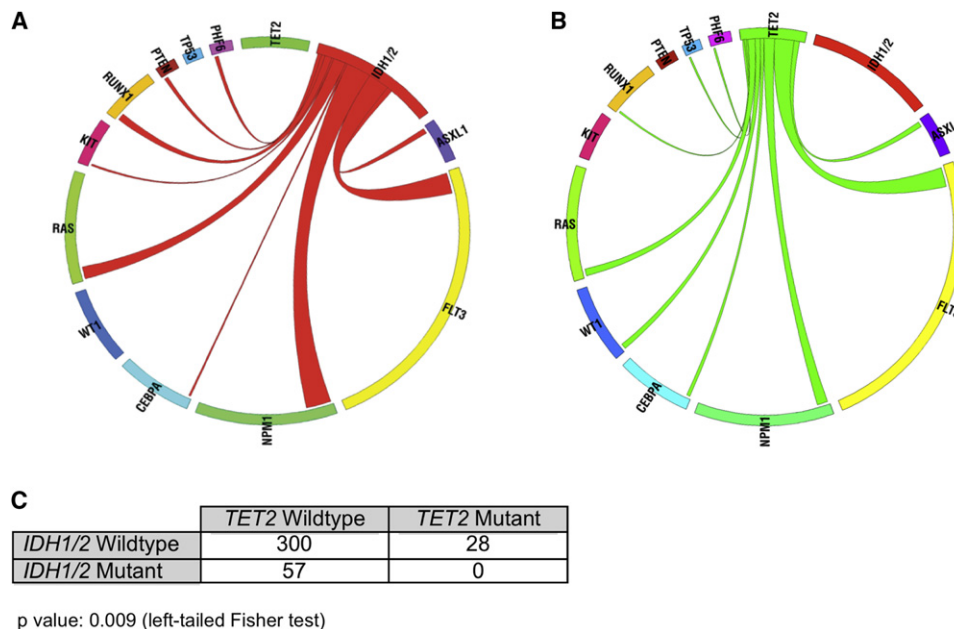 A
TET2
IDH1/2
ASXL1
FLT3
NPM1
CEBPA
WT1
RAS
KIT
RUNX1
PTEN
TP53
PHF6
B
TET2
IDH1/2
ASXL
FLT
NPM1
CEBPA
WT1
RAS
KIT
RUNX1
PTEN
TP53
PHF6
C
TET2 Wildtype TET2 Mutant
IDH1/2 Wildtype 300 28
IDH1/2 Mutant 57 0
p value: 0.009 (left-tailed Fisher test)